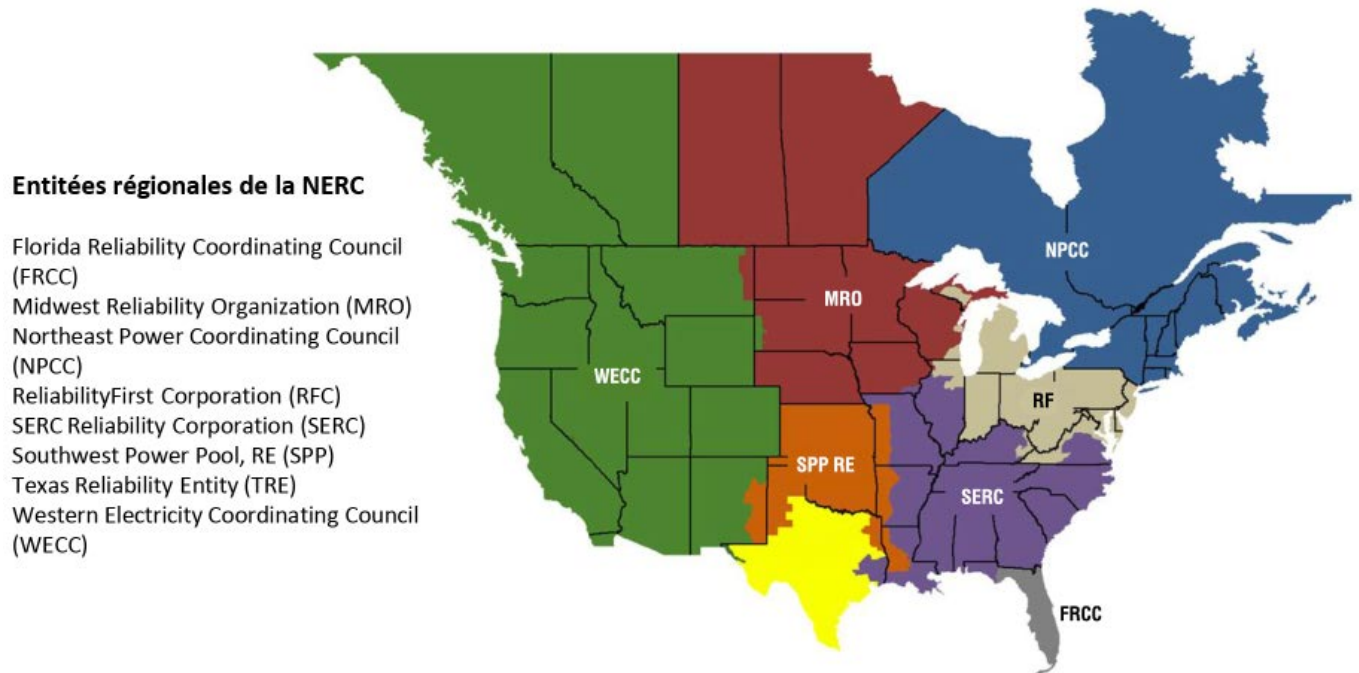 Entitées régionales de la NERC
Florida Reliability Coordinating Council
(FRCC)
Midwest Reliability Organization (MRO)
Northeast Power Coordinating Council
(NPCC)
ReliabilityFirst Corporation (RFC)
SERC Reliability Corporation (SERC)
Southwest Power Pool, RE (SPP)
Texas Reliability Entity (TRE)
Western Electricity Coordinating Council
(WECC)
NPCC
MRO
WECC
RF
SPP RE
SERC
FRCC